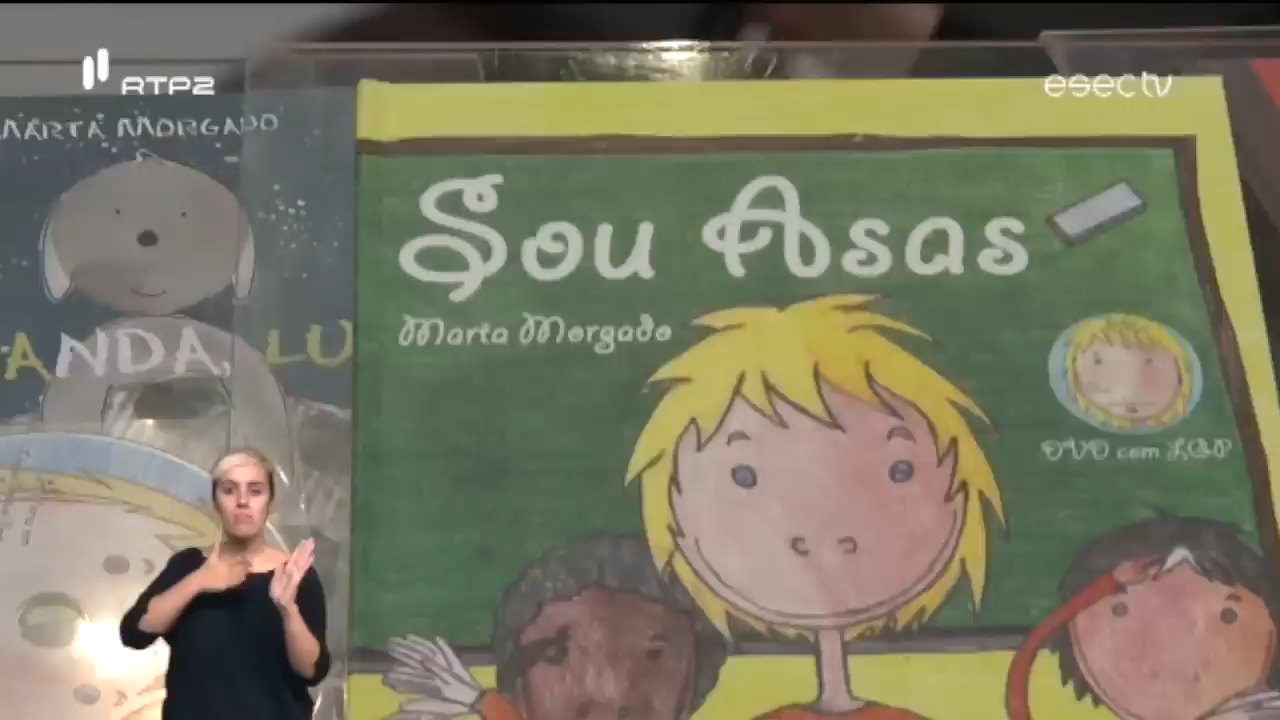 RTP2
esectv
MARTA MORGADO
ANDA, LU
Sou Asas
Marta Morgado
DVD com LGP